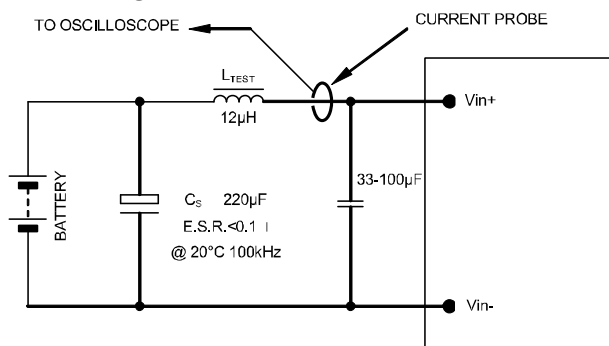 TO OSCILLOSCOPE
CURRENT PROBE
LTEST
12µH
Vin+
BATTERY
CS 220µF
E.S.R.<0.1
@ 20°C 100kHz
33-100µF
Vin-